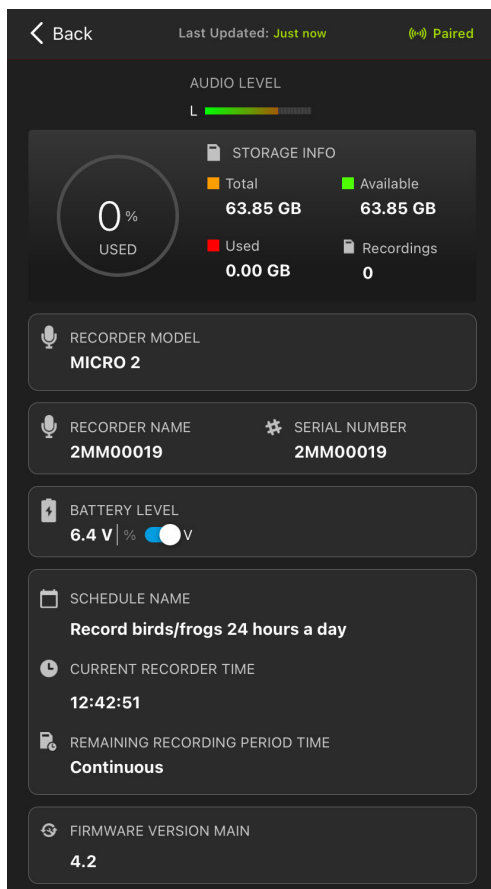 Back
Last Updated: Just now
Paired
AUDIO LEVEL
L
STORAGE INFO
Total
Available
63.85 GB
63.85 GB
0 %
USED
Used
Recordings
0.00 GB
0
RECORDER MODEL
MICRO 2
RECORDER NAME
SERIAL NUMBER
2MM00019
2MM00019
BATTERY LEVEL
6.4 V % V
SCHEDULE NAME
Record birds/frogs 24 hours a day
CURRENT RECORDER TIME
12:42:51
REMAINING RECORDING PERIOD TIME
Continuous
FIRMWARE VERSION MAIN
4.2